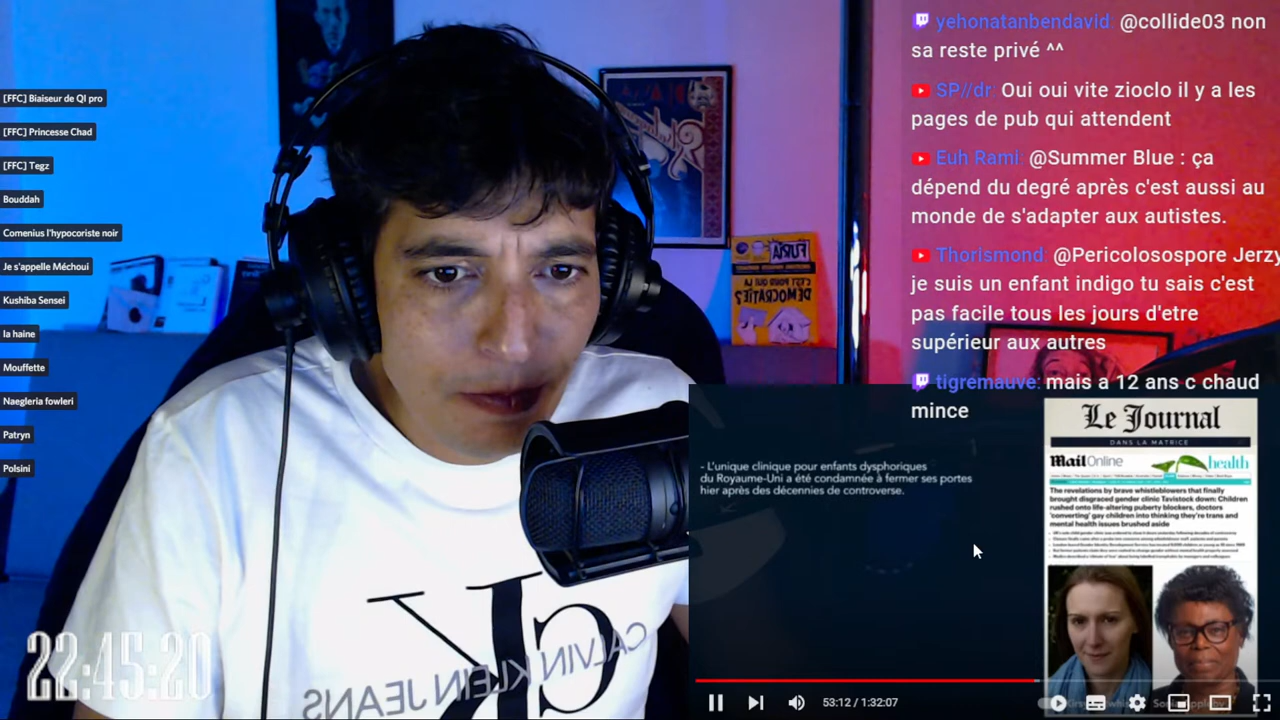 [FFC] Biaiseur de QI pro
[FFC] Princesse Chad
[FFC] Tegz
Bouddah
Comenius l'hypocoriste noir
Je s'appelle Méchoui
Kushiba Sensei
la haine
Mouffette
Naegleria fowleri
Patryn
Polsini
22:45:20
FURIA
C'EST QUOI LA
DÉMOCRATIE?
CK
CALVIN KLEIN JEANS
yehonatanbendavid: @collide03 non
sa reste privé ^^
SP//dr: Oui oui vite zioclo il y a les
pages de pub qui attendent
Euh Rami: @Summer Blue : ça
dépend du degré après c'est aussi au
monde de s'adapter aux autistes.
Thorismond: @Pericolosospore Jerzy
je suis un enfant indigo tu sais c'est
pas facile tous les jours d'etre
supérieur aux autres
tigremauve: mais a 12 ans c chaud
mince
- L'unique clinique pour enfants dysphoriques
du Royaume-Uni a été condamnée à fermer ses portes
hier après des décennies de controverse.
Le Journal
DANS LA MATRICE
MailOnline
health
The revelations by brave whistleblowers that finally
brought disgraced gender clinic Tavistock down: Children
rushed onto life-altering puberty blockers, doctors
'converting' gay children into thinking they're trans and
mental health issues brushed aside
53:12 / 1:32:07